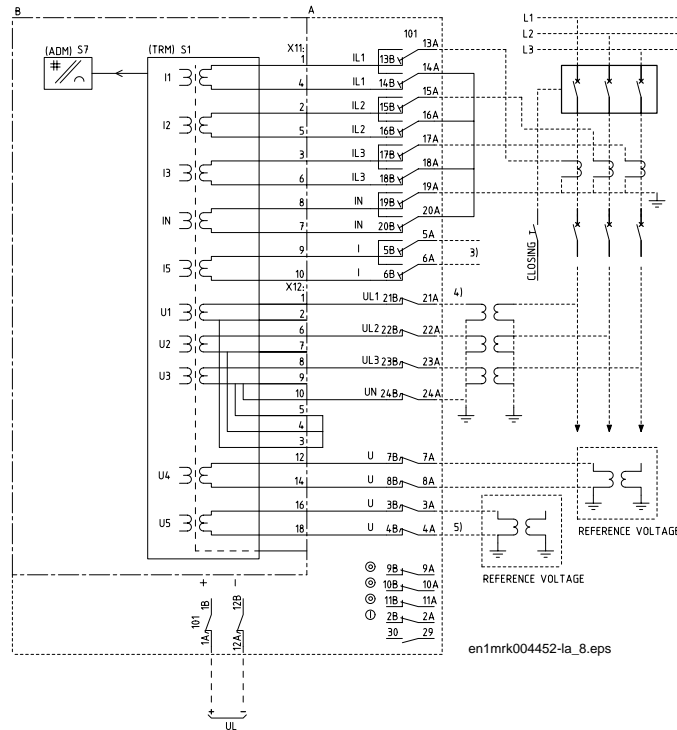 B
A
(ADM) S7
(TRM) S1
X11:
101
L1
L2
L3
I1
1
IL1
13B
13A
4
IL1
14B
14A
I2
2
IL2
15B
15A
5
IL2
16B
16A
I3
3
IL3
17B
17A
6
IL3
18B
18A
IN
8
IN
19B
19A
7
IN
20B
20A
I5
9
I
5B
5A
3)
10
I
6B
6A
CLOSING
X12:
U1
1
UL1
21B
21A
4)
2
U2
6
UL2
22B
22A
7
U3
8
UL3
23B
23A
9
10
UN
24B
24A
5
4
3
U4
12
U
7B
7A
14
U
8B
8A
U5
16
U
3B
3A
18
U
4B
4A
5)
REFERENCE VOLTAGE
REFERENCE VOLTAGE
9B
9A
10B
10A
11B
11A
2B
2A
30
29
+
−
101
1B
1A
12B
12A
+
−
UL
en1mrk004452-la_8.eps